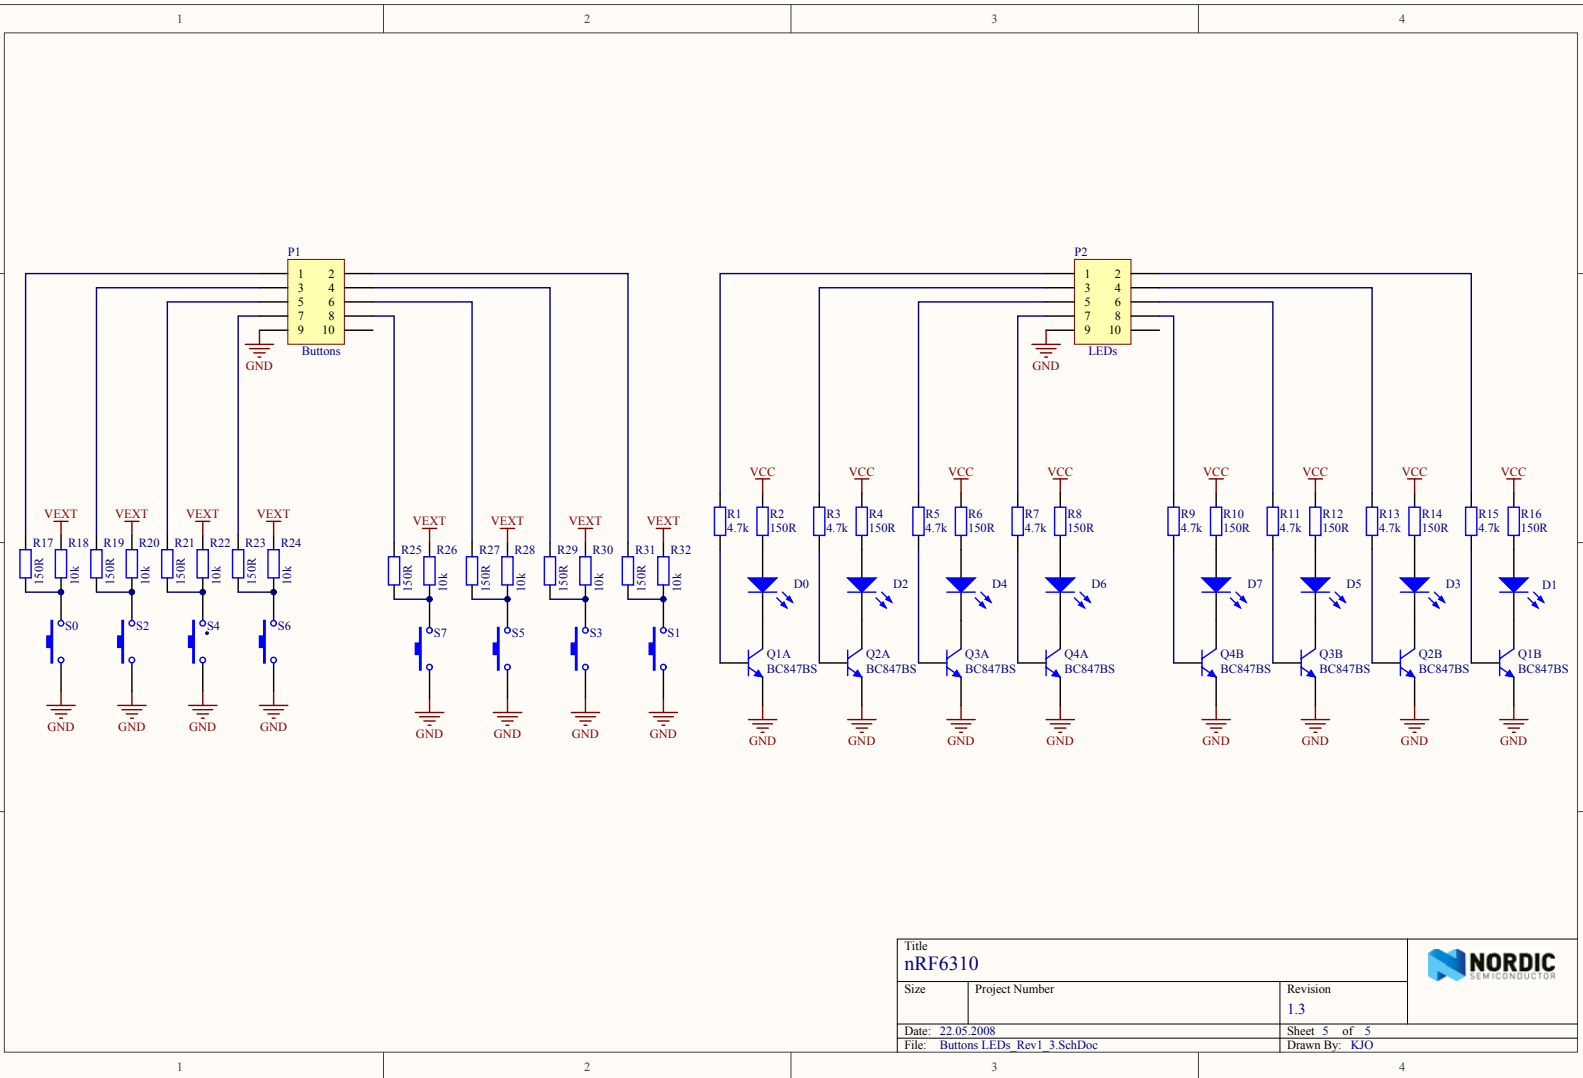 1 2 3 4
P1 P2
1 2 1 2
3 4 3 4
5 6 5 6
7 8 7 8
9 10 9 10
Buttons LEDs
GND GND
VCC VCC VCC VCC VCC VCC VCC VCC
VEXT VEXT VEXT VEXT VEXT VEXT VEXT VEXT
R1 R2 R3 R4 R5 R6 R7 R8 R9 R10 R11 R12 R13 R14 R15 R16
4.7k 150R 4.7k 150R 4.7k 150R 4.7k 150R 4.7k 150R 4.7k 150R 4.7k 150R 4.7k 150R
R17 R18 R19 R20 R21 R22 R23 R24 R25 R26 R27 R28 R29 R30 R31 R32
150R 10k 150R 10k 150R 10k 150R 10k 150R 10k 150R 10k 150R 10k 150R 10k
D0 D2 D4 D6 D7 D5 D3 D1
S0 S2 S4 S6 S7 S5 S3 S1
Q1A Q2A Q3A Q4A Q4B Q3B Q2B Q1B
BC847BS BC847BS BC847BS BC847BS BC847BS BC847BS BC847BS BC847BS
GND GND GND GND GND GND GND GND GND GND GND GND GND GND GND GND
Title
nRF6310
NORDIC
SEMICONDUCTOR
Size Project Number Revision
1.3
Date: 22.05.2008 Sheet 5 of 5
File: Buttons LEDs_Rev1_3.SchDoc Drawn By: KJO
1 2 3 4